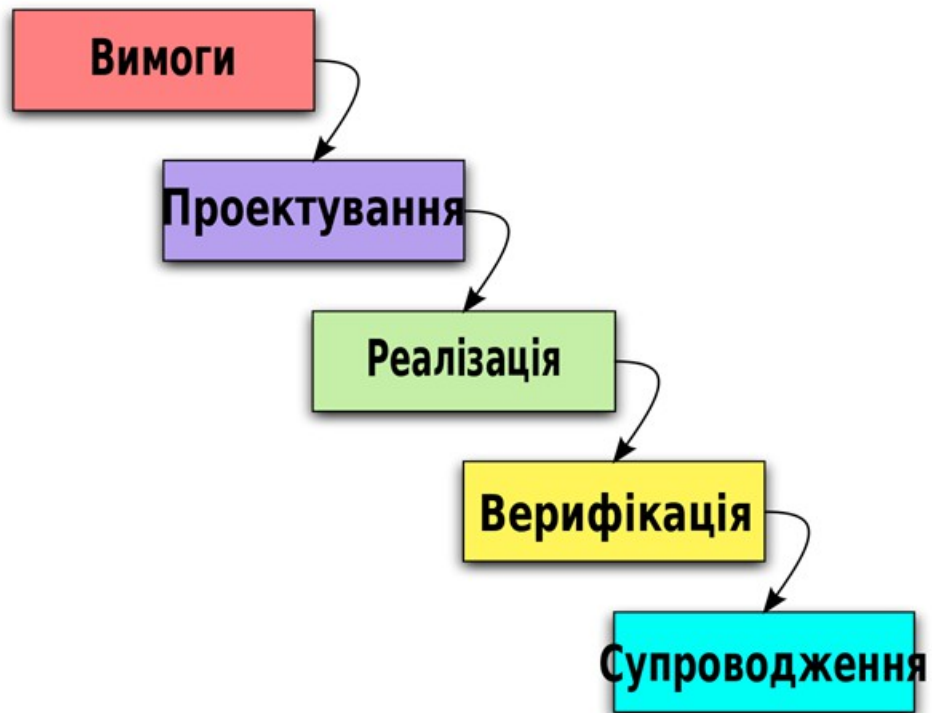 Вимоги
Проектування
Реалізація
Верифікація
Супроводження